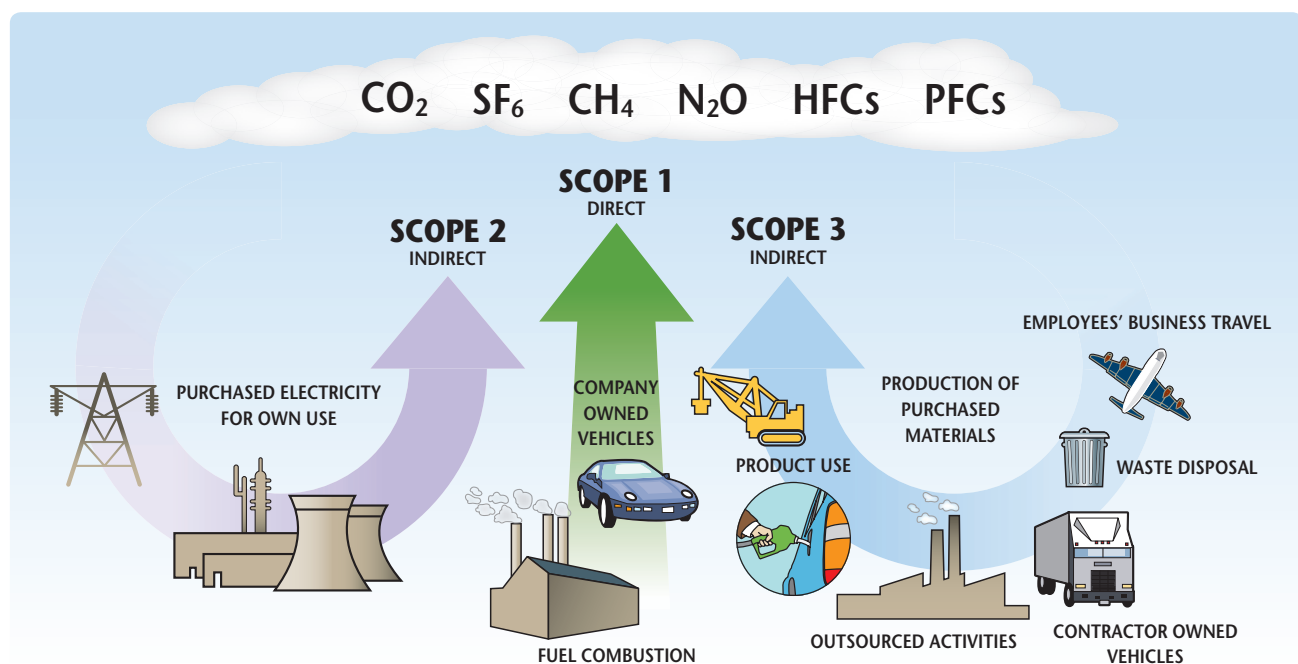 CO₂ SF₆ CH₄ N₂O HFCs PFCs
SCOPE 1
DIRECT
SCOPE 2
INDIRECT
SCOPE 3
INDIRECT
EMPLOYEES’ BUSINESS TRAVEL
PURCHASED ELECTRICITY
FOR OWN USE
COMPANY
OWNED
VEHICLES
PRODUCTION OF
PURCHASED
MATERIALS
PRODUCT USE
WASTE DISPOSAL
FUEL COMBUSTION
OUTSOURCED ACTIVITIES
CONTRACTOR OWNED
VEHICLES